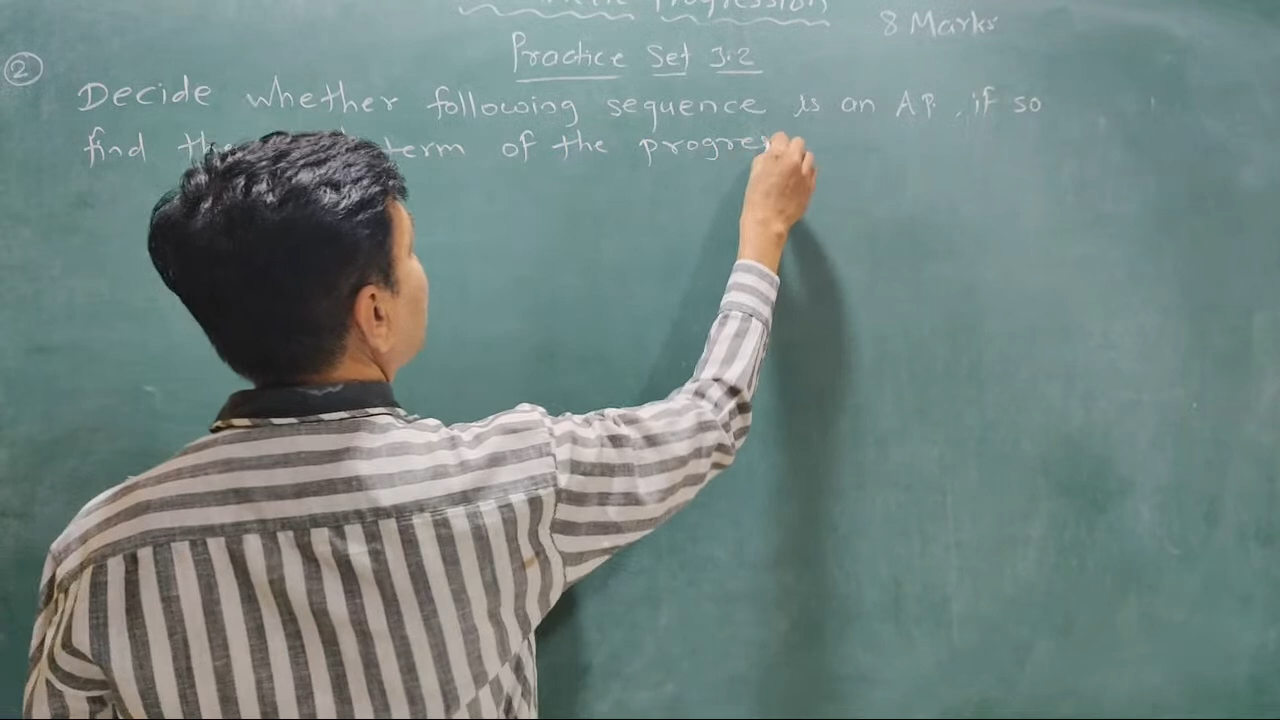 Progression
8 Marks
Practice Set 3.2
② Decide whether following sequence is an A.P., if so
find the term of the progre